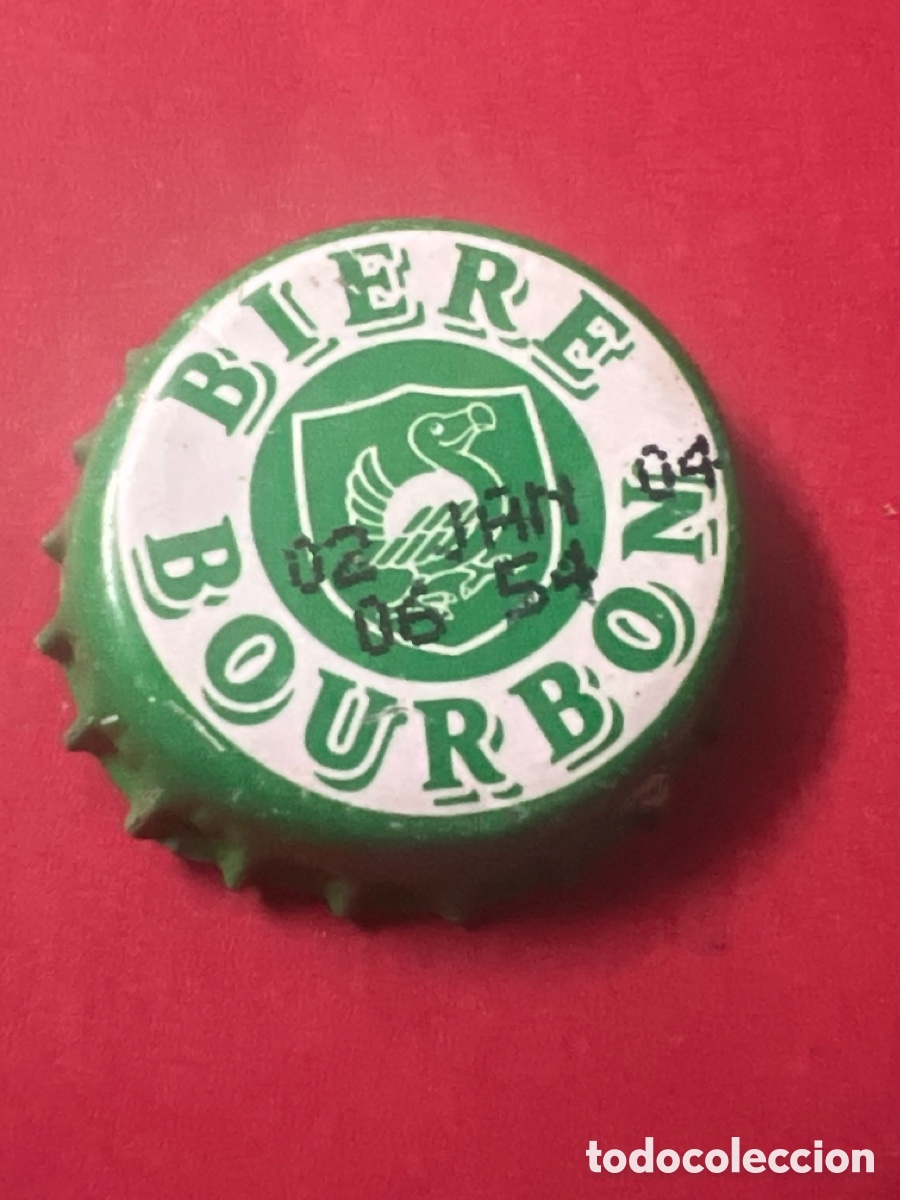 BIERE
BOURBON
02 JAN 04
06 54
todocoleccion